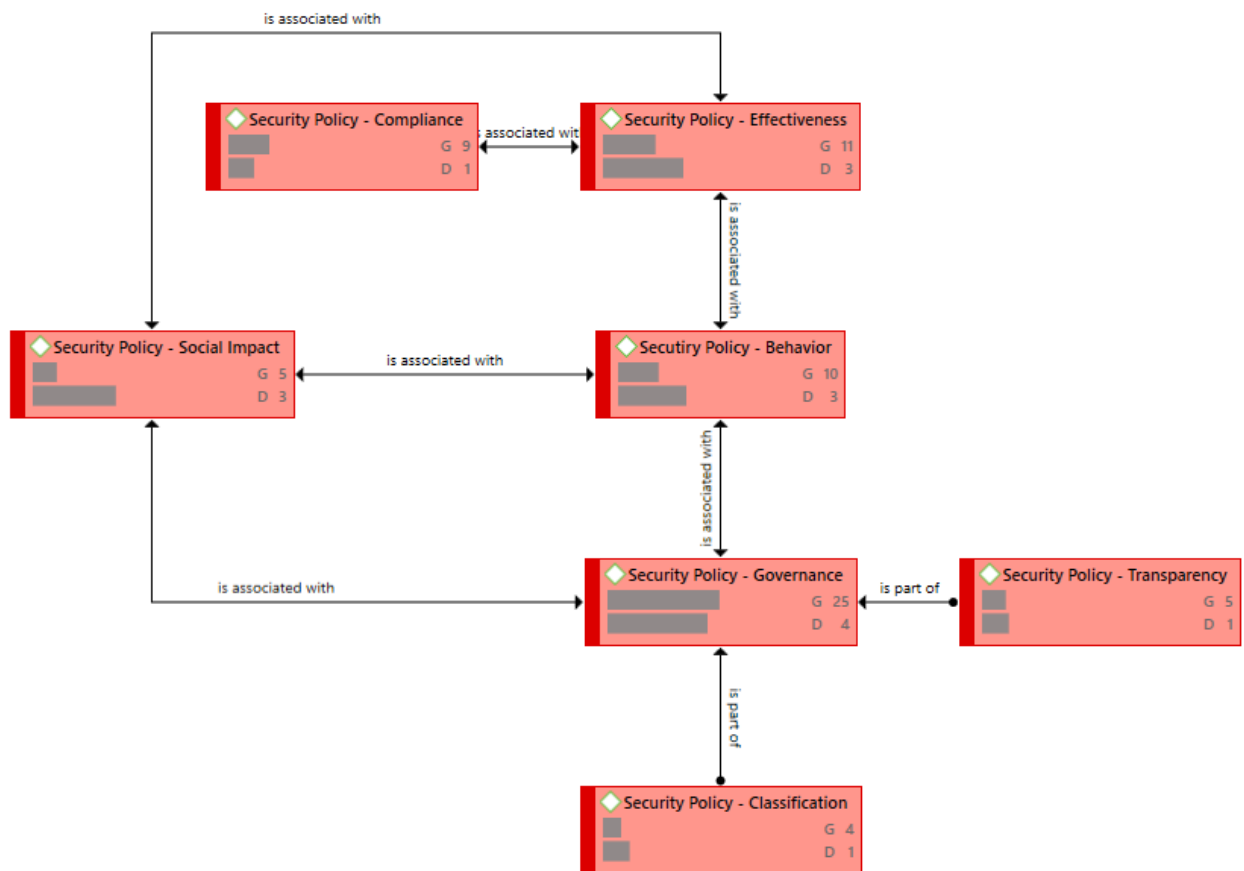 is associated with
Security Policy - Compliance
G 9
D 1
s associated wit
Security Policy - Effectiveness
G 11
D 3
is associated with
Security Policy - Social Impact
G 5
D 3
is associated with
Secutiry Policy - Behavior
G 10
D 3
is associated with
is associated with
Security Policy - Governance
G 25
D 4
is part of
Security Policy - Transparency
G 5
D 1
is part of
Security Policy - Classification
G 4
D 1